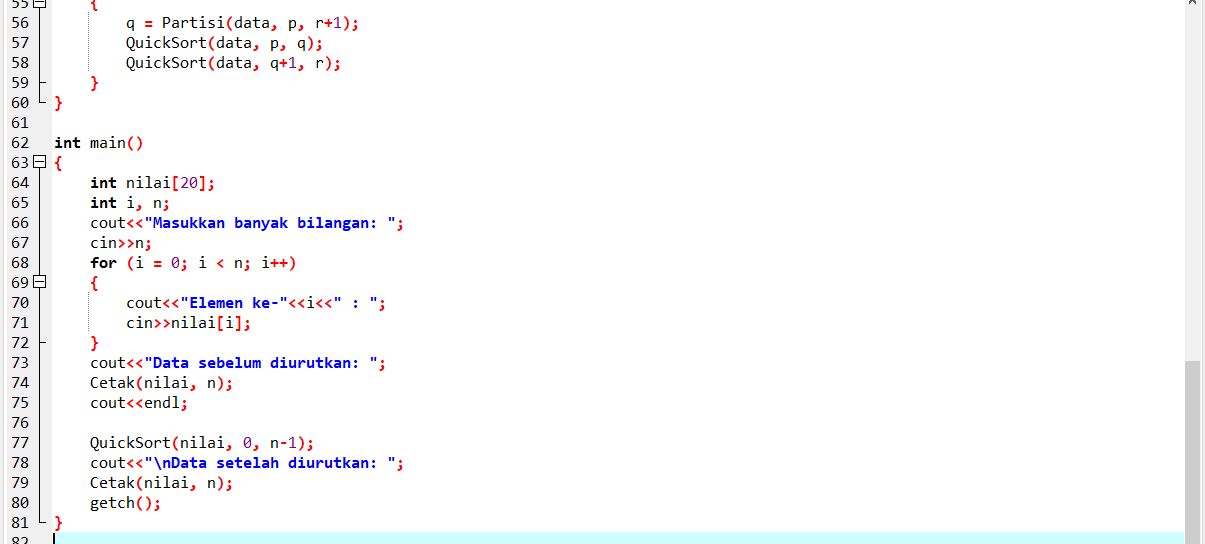 55 {
56 q = Partisi(data, p, r+1);
57 QuickSort(data, p, q);
58 QuickSort(data, q+1, r);
59 }
60 }
61
62 int main()
63 {
64 int nilai[20];
65 int i, n;
66 cout<<"Masukkan banyak bilangan: ";
67 cin>>n;
68 for (i = 0; i < n; i++)
69 {
70 cout<<"Elemen ke-"<<i<<" : ";
71 cin>>nilai[i];
72 }
73 cout<<"Data sebelum diurutkan: ";
74 Cetak(nilai, n);
75 cout<<endl;
76
77 QuickSort(nilai, 0, n-1);
78 cout<<"\nData setelah diurutkan: ";
79 Cetak(nilai, n);
80 getch();
81 }
82